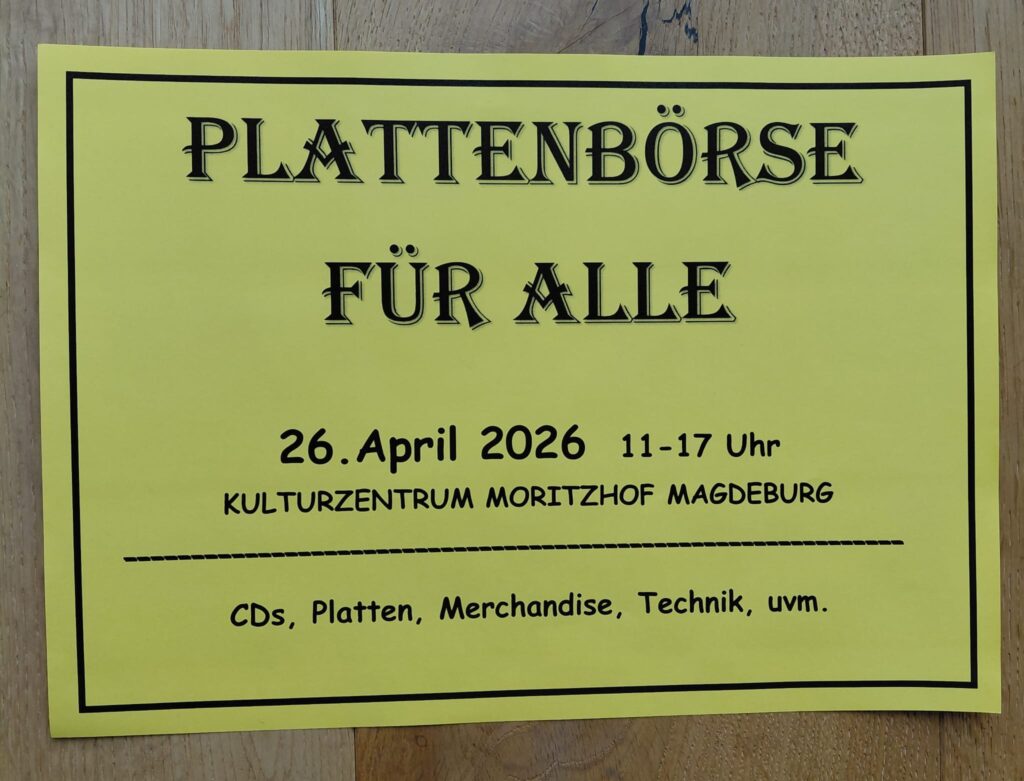 PLATTENBÖRSE
FÜR ALLE
26. April 2026 11-17 Uhr
KULTURZENTRUM MORITZHOF MAGDEBURG
CDs, Platten, Merchandise, Technik, uvm.